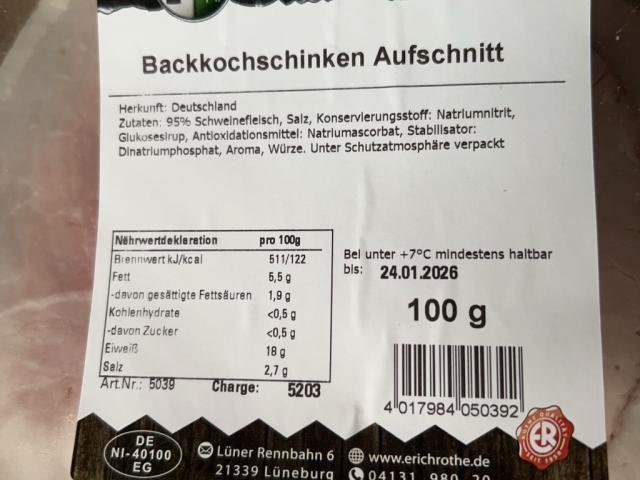 Backkochschinken Aufschnitt
Herkunft: Deutschland
Zutaten: 95% Schweinefleisch, Salz, Konservierungsstoff: Natriumnitrit,
Glukosesirup, Antioxidationsmittel: Natriumascorbat, Stabilisator:
Dinatriumphosphat, Aroma, Würze. Unter Schutzatmosphäre verpackt
Nährwertdeklaration pro 100g
Brennwert kJ/kcal 511/122
Fett 5,5 g
-davon gesättigte Fettsäuren 1,9 g
Kohlenhydrate <0,5 g
-davon Zucker <0,5 g
Eiweiß 18 g
Salz 2,7 g
Bei unter +7°C mindestens haltbar
bis: 24.01.2026
100 g
Art.Nr.: 5039 Charge: 5203
4 017984 050392
DE
NI-40100
EG
Lüner Rennbahn 6
21339 Lüneburg
www.erichrothe.de
04131 980
ER